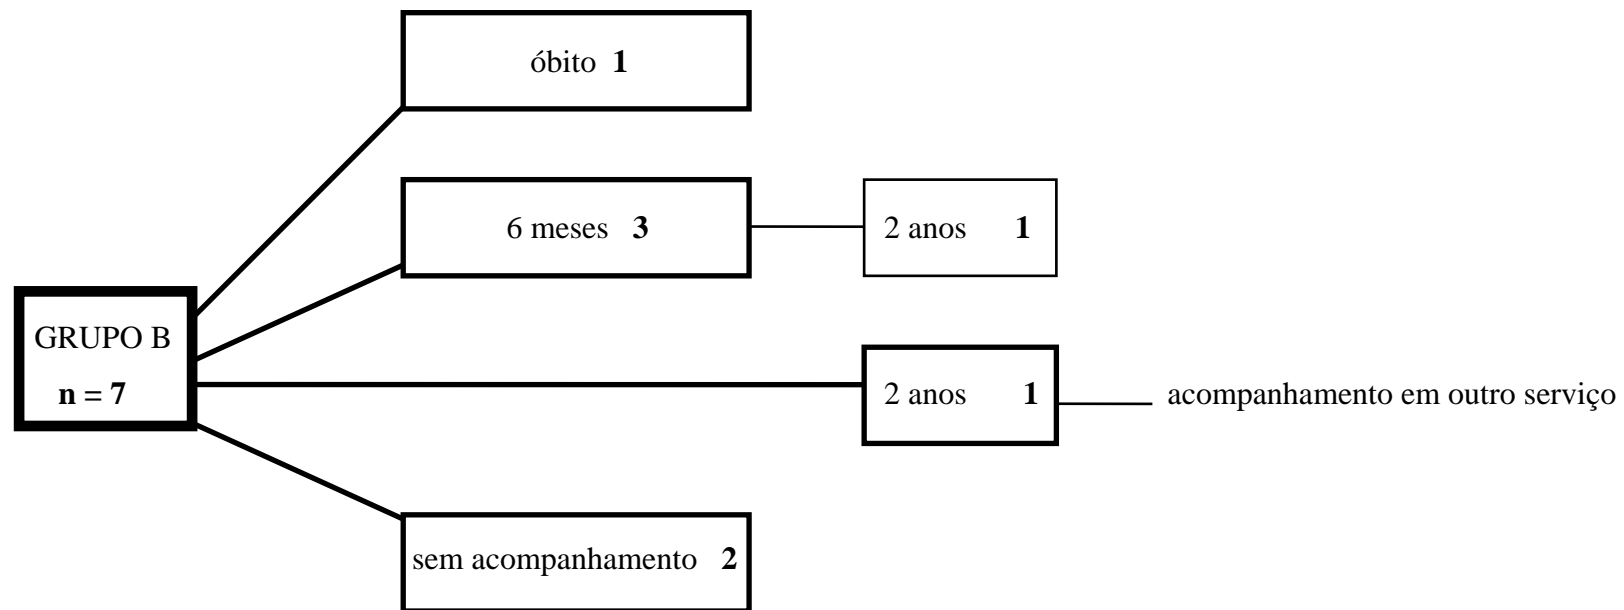 óbito 1
6 meses 3
2 anos 1
GRUPO B
n = 7
2 anos 1
acompanhamento em outro serviço
sem acompanhamento 2